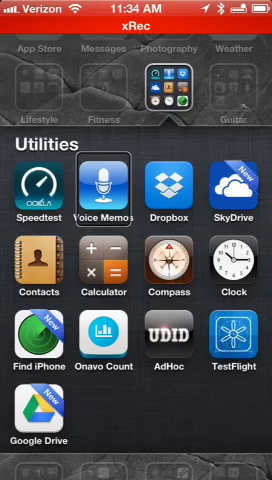 Verizon 11:34 AM
xRec
App Store Messages Photography Weather
Lifestyle Fitness Guitar
Utilities
OOKLA New
Speedtest Voice Memos Dropbox SkyDrive
Contacts Calculator Compass Clock
New UDID
Find iPhone Onavo Count AdHoc TestFlight
New
Google Drive